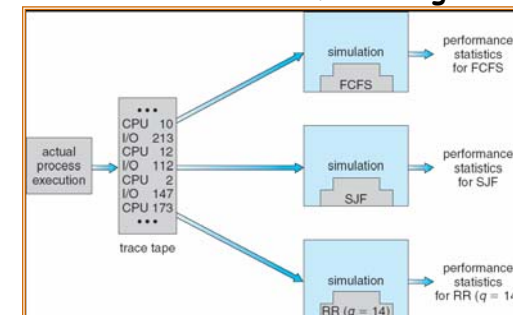 actual
process
execution
•••
CPU 10
I/O 213
CPU 12
I/O 112
CPU 2
I/O 147
CPU 173
•••
trace tape
simulation
FCFS
performance
statistics
for FCFS
simulation
SJF
performance
statistics
for SJF
simulation
RR (q = 14)
performance
statistics
for RR (q = 14